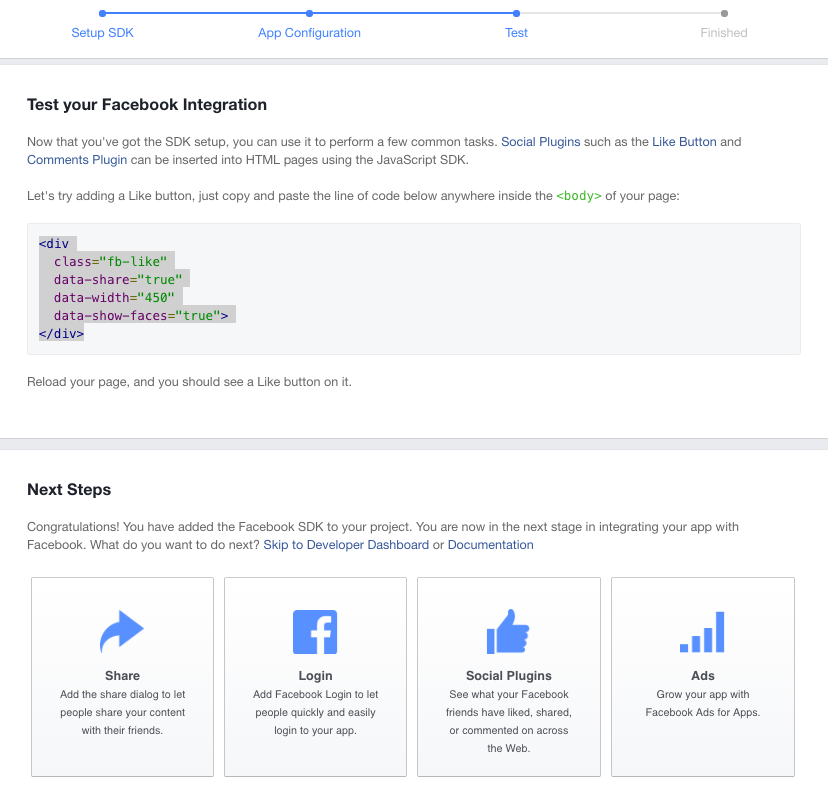 Setup SDK App Configuration Test Finished
Test your Facebook Integration
Now that you've got the SDK setup, you can use it to perform a few common tasks. Social Plugins such as the Like Button and
Comments Plugin can be inserted into HTML pages using the JavaScript SDK.
Let's try adding a Like button, just copy and paste the line of code below anywhere inside the <body> of your page:
<div
  class="fb-like"
  data-share="true"
  data-width="450"
  data-show-faces="true">
</div>
Reload your page, and you should see a Like button on it.
Next Steps
Congratulations! You have added the Facebook SDK to your project. You are now in the next stage in integrating your app with
Facebook. What do you want to do next? Skip to Developer Dashboard or Documentation
Share
Add the share dialog to let
people share your content
with their friends.
Login
Add Facebook Login to let
people quickly and easily
login to your app.
Social Plugins
See what your Facebook
friends have liked, shared,
or commented on across
the Web.
Ads
Grow your app with
Facebook Ads for Apps.